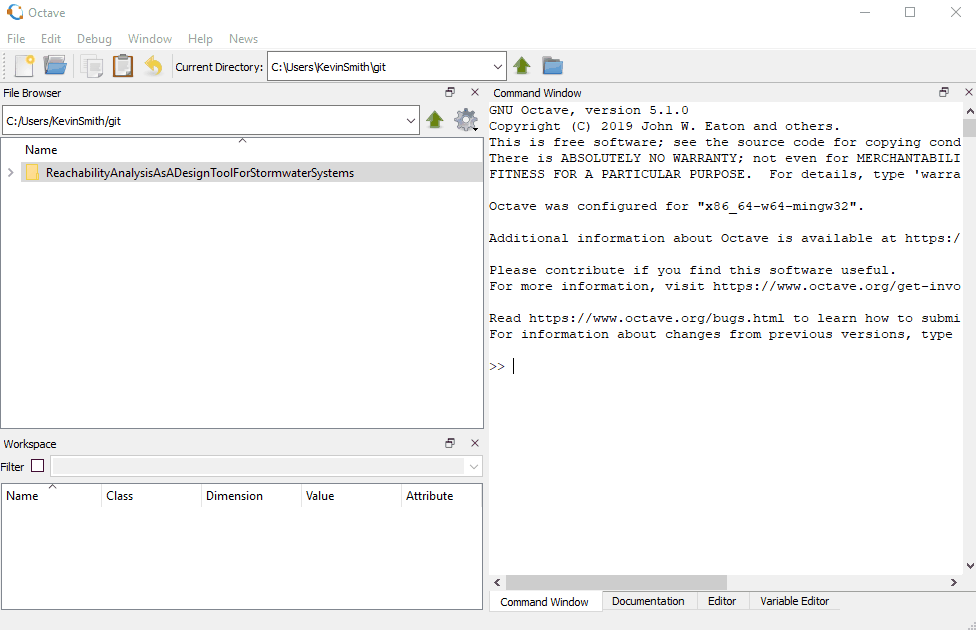 Octave
File Edit Debug Window Help News
Current Directory: C:\Users\KevinSmith\git
File Browser
C:/Users/KevinSmith/git
Name
ReachabilityAnalysisAsADesignToolForStormwaterSystems
Workspace
Filter
Name Class Dimension Value Attribute
Command Window
GNU Octave, version 5.1.0
Copyright (C) 2019 John W. Eaton and others.
This is free software; see the source code for copying cond
There is ABSOLUTELY NO WARRANTY; not even for MERCHANTABILI
FITNESS FOR A PARTICULAR PURPOSE.  For details, type 'warra
Octave was configured for "x86_64-w64-mingw32".
Additional information about Octave is available at https:/
Please contribute if you find this software useful.
For more information, visit https://www.octave.org/get-invo
Read https://www.octave.org/bugs.html to learn how to submi
For information about changes from previous versions, type
>>
Command Window Documentation Editor Variable Editor